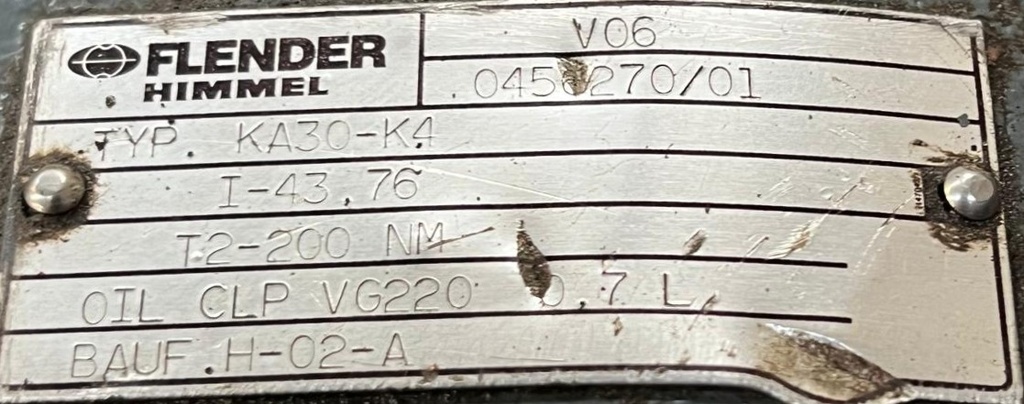 FLENDER
HIMMEL
V06
0456270/01
TYP. KA30-K4
I-43.76
T2-200 NM
OIL CLP VG220 0.7 L
BAUF.H-02-A